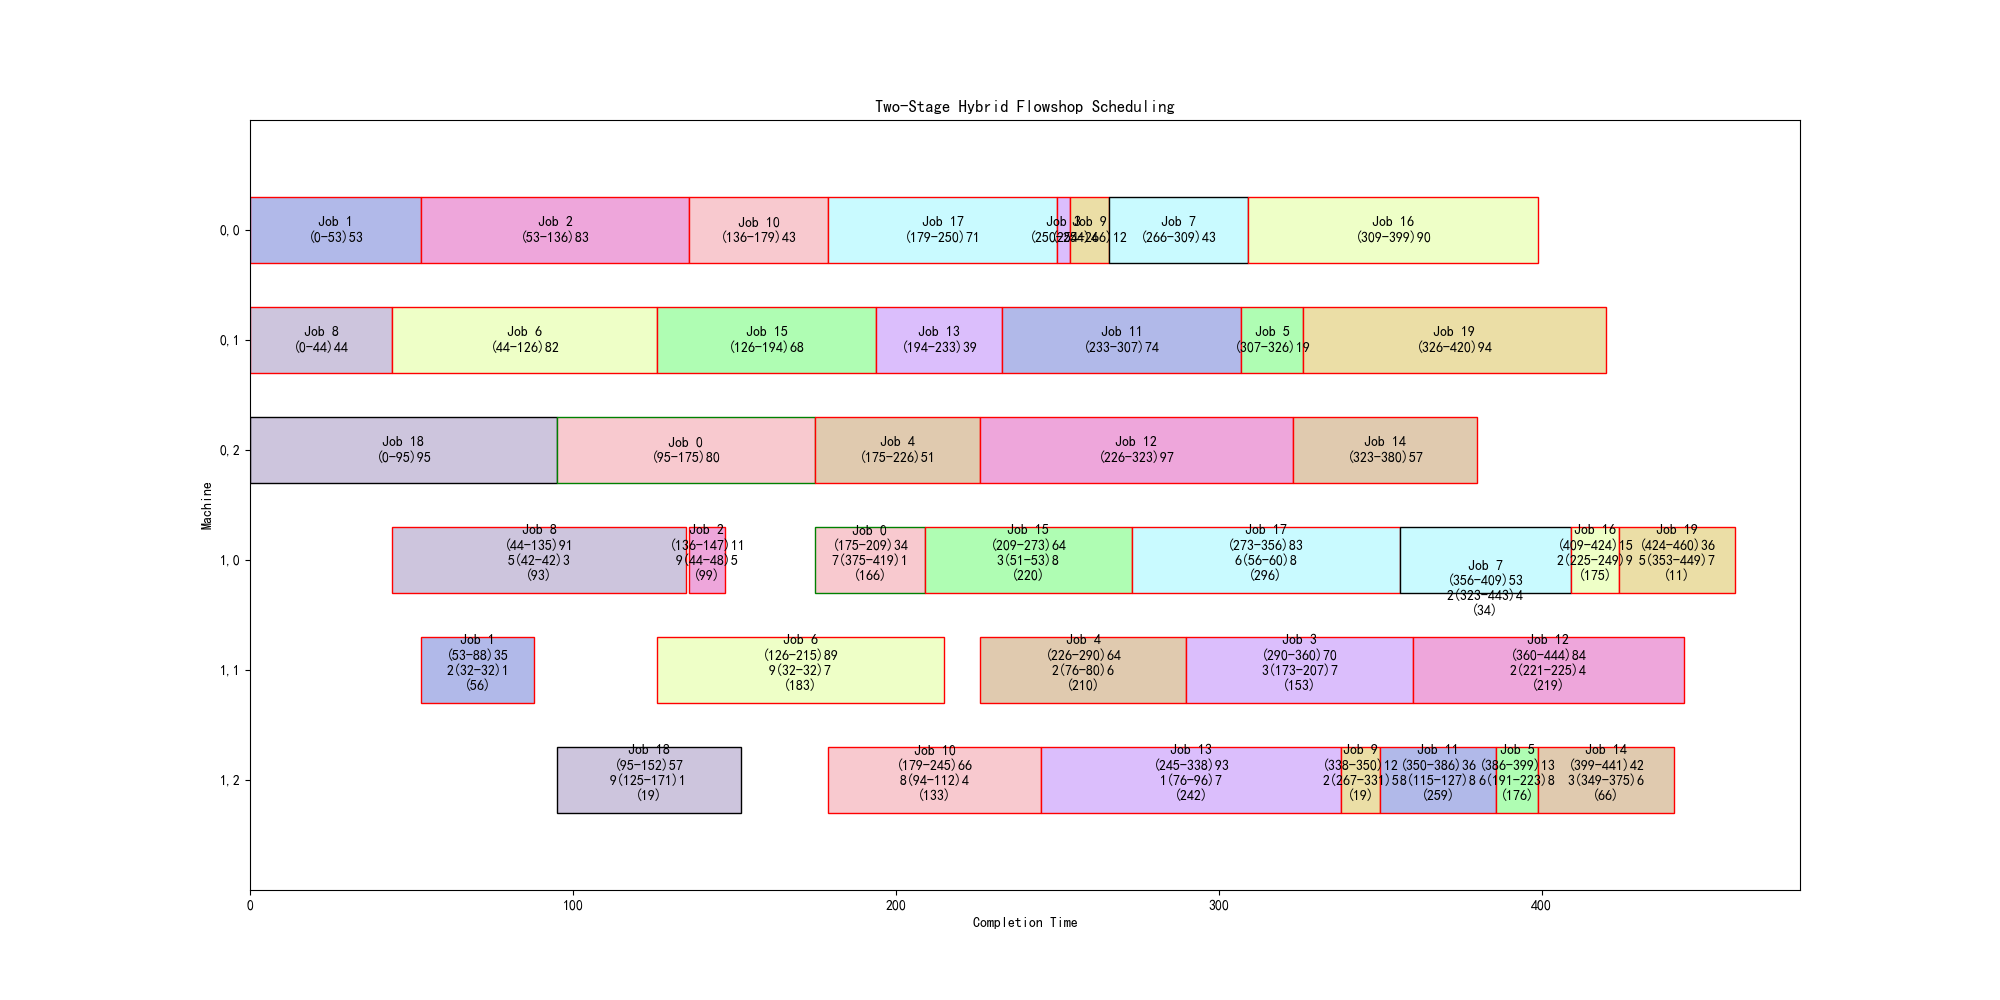 Two-Stage Hybrid Flowshop Scheduling
Machine
0,0
Job 1
(0-53)53
Job 2
(53-136)83
Job 10
(136-179)43
Job 17
(179-250)71
Job 3
(250-254)4
Job 9
(254-266)12
Job 7
(266-309)43
Job 16
(309-399)90
0,1
Job 8
(0-44)44
Job 6
(44-126)82
Job 15
(126-194)68
Job 13
(194-233)39
Job 11
(233-307)74
Job 5
(307-326)19
Job 19
(326-420)94
0,2
Job 18
(0-95)95
Job 0
(95-175)80
Job 4
(175-226)51
Job 12
(226-323)97
Job 14
(323-380)57
1,0
Job 8
(44-135)91
5(42-42)3
(93)
Job 2
(136-147)11
9(44-48)5
(99)
Job 0
(175-209)34
7(375-419)1
(166)
Job 15
(209-273)64
3(51-53)8
(220)
Job 17
(273-356)83
6(56-60)8
(296)
Job 7
(356-409)53
2(323-443)4
(34)
Job 16
(409-424)15
2(225-249)9
(175)
Job 19
(424-460)36
5(353-449)7
(11)
1,1
Job 1
(53-88)35
2(32-32)1
(56)
Job 6
(126-215)89
9(32-32)7
(183)
Job 4
(226-290)64
2(76-80)6
(210)
Job 3
(290-360)70
3(173-207)7
(153)
Job 12
(360-444)84
2(221-225)4
(219)
1,2
Job 18
(95-152)57
9(125-171)1
(19)
Job 10
(179-245)66
8(94-112)4
(133)
Job 13
(245-338)93
1(76-96)7
(242)
Job 9
(338-350)12
2(267-331)5
(19)
Job 11
(350-386)36
8(115-127)8
(259)
Job 5
(386-399)13
6(191-223)8
(176)
Job 14
(399-441)42
3(349-375)6
(66)
0
100
200
300
400
Completion Time